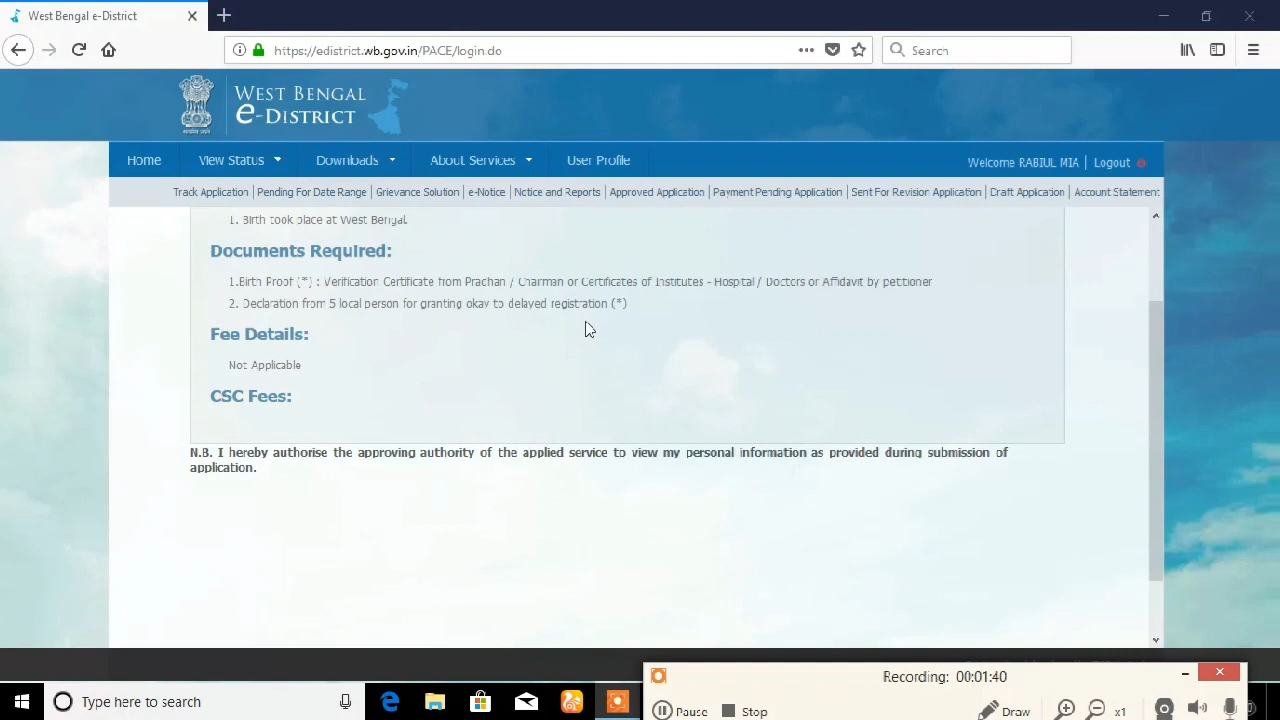 West Bengal e-District
https://edistrict.wb.gov.in/PACE/login.do
Search
WEST BENGAL
e-DISTRICT
Home
View Status
Downloads
About Services
User Profile
Welcome RABIUL MIA | Logout
Track Application | Pending For Date Range | Grievance Solution | e-Notice | Notice and Reports | Approved Application | Payment Pending Application | Sent For Revision Application | Draft Application | Account Statement
1. Birth took place at West Bengal.
Documents Required:
1.Birth Proof (*) : Verification Certificate from Pradhan / Chairman or Certificates of Institutes - Hospital / Doctors or Affidavit by petitioner
2. Declaration from 5 local person for granting okay to delayed registration (*)
Fee Details:
Not Applicable
CSC Fees:
N.B. I hereby authorise the approving authority of the applied service to view my personal information as provided during submission of
application.
Recording: 00:01:40
Type here to search
Pause
Stop
Draw
x1